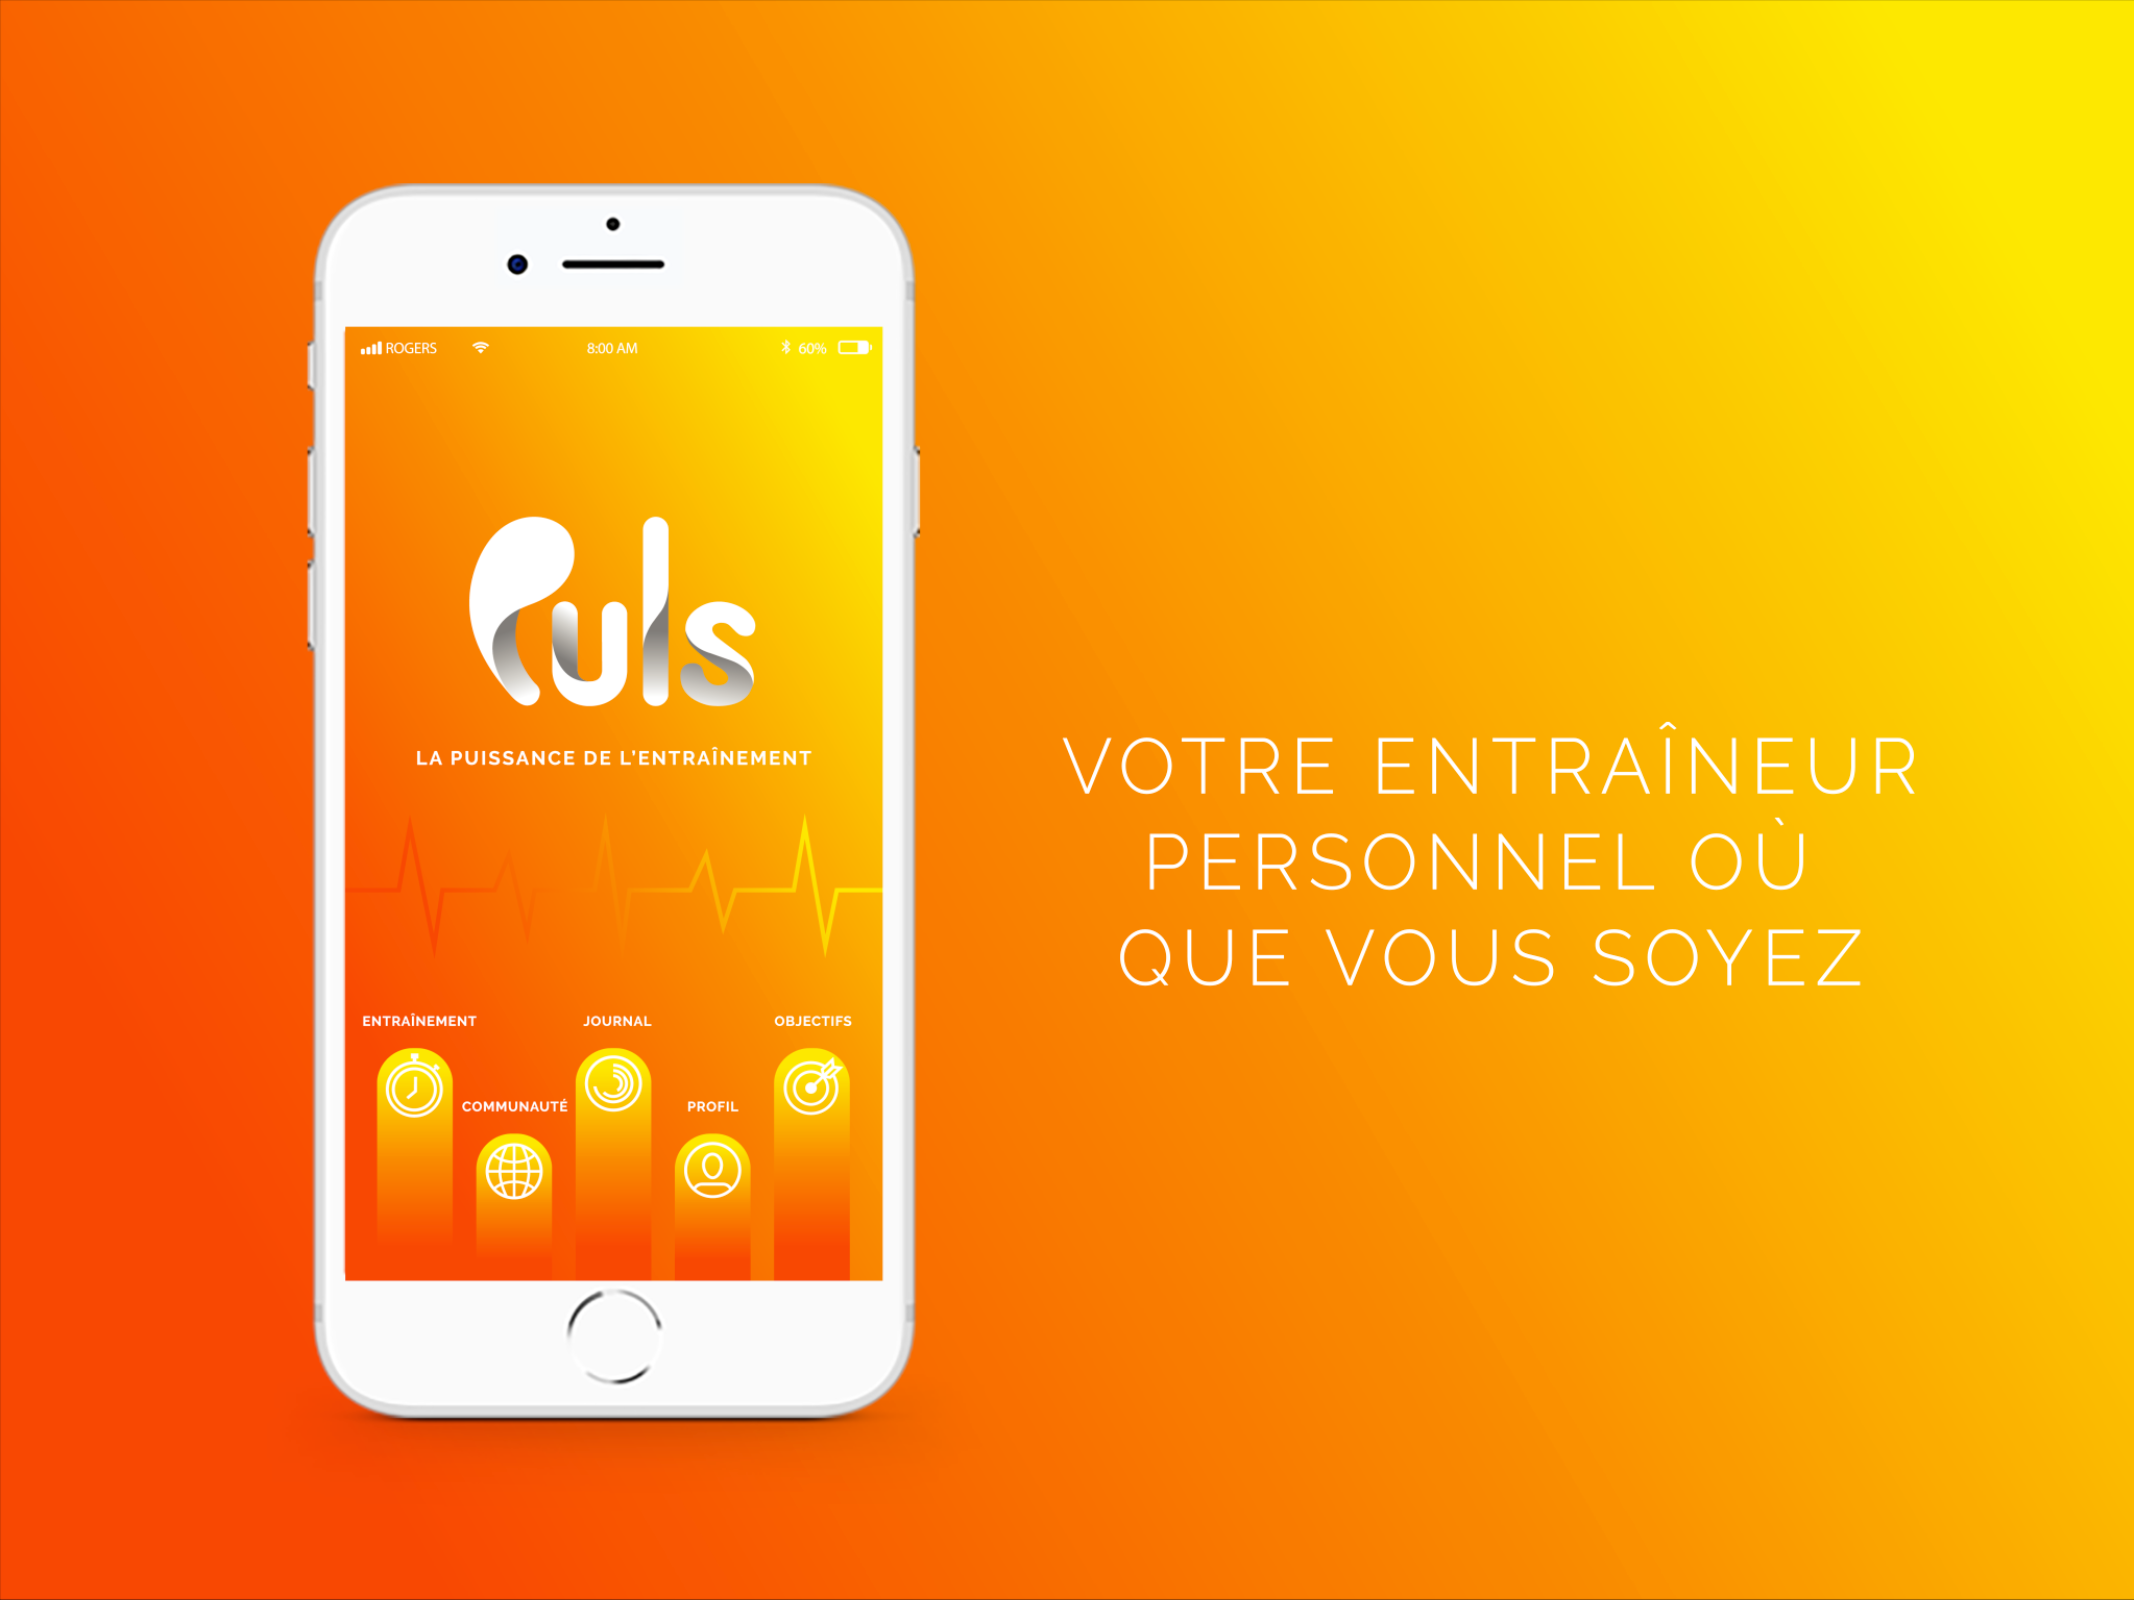 ROGERS 8:00 AM 60%
Puls
LA PUISSANCE DE L'ENTRAÎNEMENT
ENTRAÎNEMENT JOURNAL OBJECTIFS
COMMUNAUTÉ PROFIL
VOTRE ENTRAÎNEUR
PERSONNEL OÙ
QUE VOUS SOYEZ